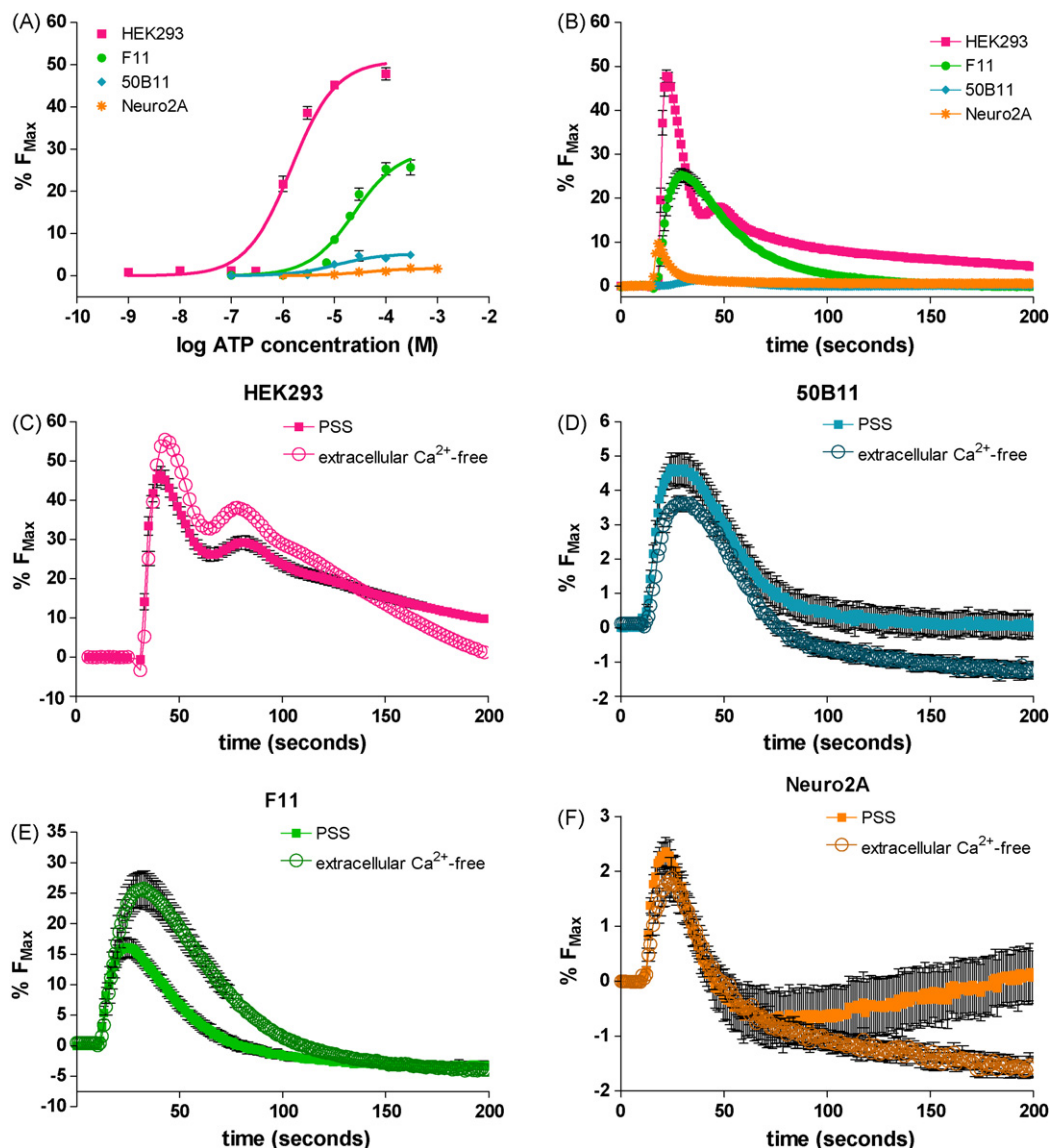 (A)
60
50
40
30
20
10
0
% F_Max
HEK293
F11
50B11
Neuro2A
-10 -9 -8 -7 -6 -5 -4 -3 -2
log ATP concentration (M)
(B)
60
50
40
30
20
10
0
% F_Max
HEK293
F11
50B11
Neuro2A
0 50 100 150 200
time (seconds)
HEK293
(C)
60
50
40
30
20
10
0
-10
% F_Max
PSS
extracellular Ca²⁺-free
0 50 100 150 200
time (seconds)
50B11
(D)
6
5
4
3
2
1
0
-1
-2
% F_Max
PSS
extracellular Ca²⁺-free
0 50 100 150 200
time (seconds)
F11
(E)
35
30
25
20
15
10
5
0
-5
-10
% F_Max
PSS
extracellular Ca²⁺-free
50 100 150 200
time (seconds)
Neuro2A
(F)
3
2
1
0
-1
-2
% F_Max
PSS
extracellular Ca²⁺-free
0 50 100 150 200
time (seconds)